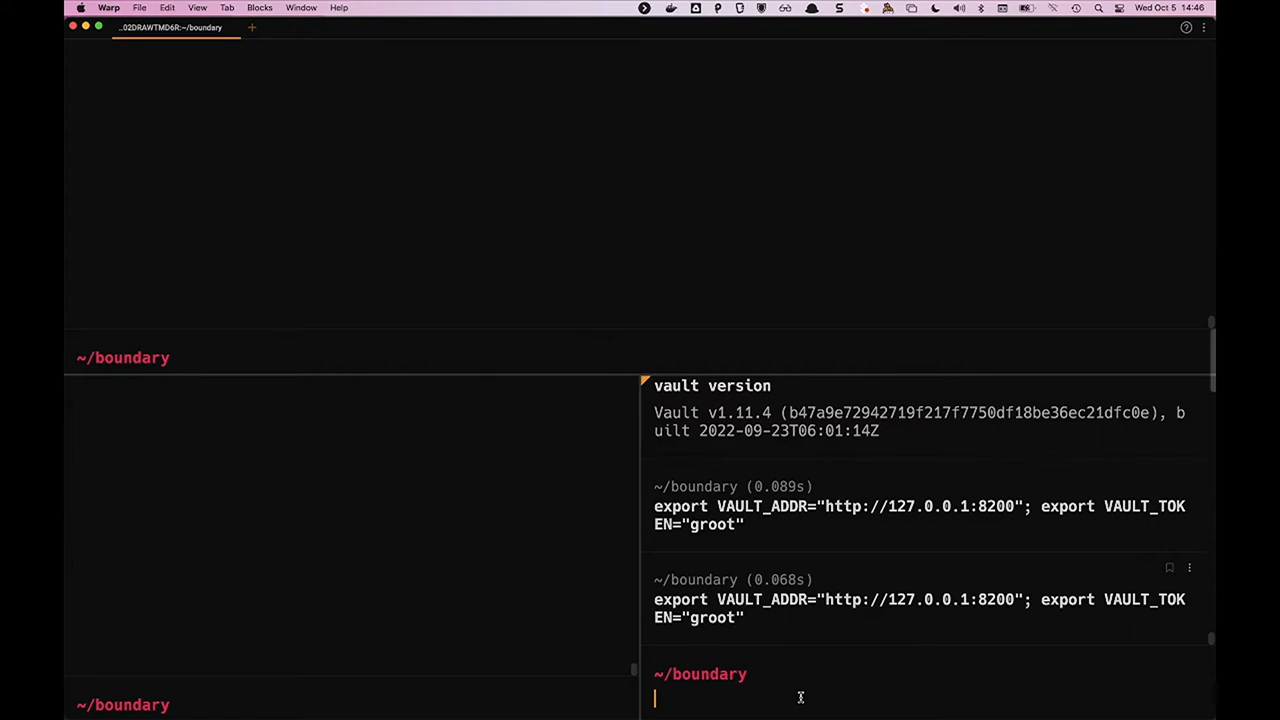 Warp File Edit View Tab Blocks Window Help Wed Oct 5 14:46
..02DRAWTMD6R:~/boundary
~/boundary
vault version
Vault v1.11.4 (b47a9e72942719f217f7750df18be36ec21dfc0e), b
uilt 2022-09-23T06:01:14Z
~/boundary (0.089s)
export VAULT_ADDR="http://127.0.0.1:8200"; export VAULT_TOK
EN="groot"
~/boundary (0.068s)
export VAULT_ADDR="http://127.0.0.1:8200"; export VAULT_TOK
EN="groot"
~/boundary
~/boundary